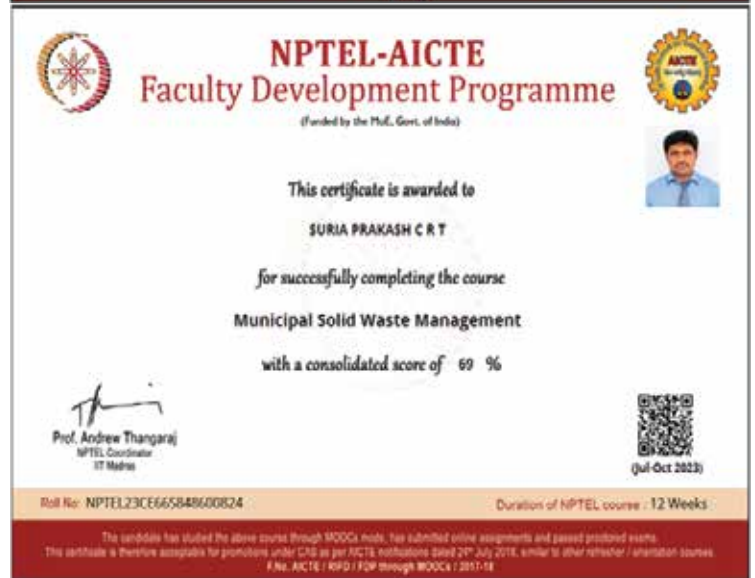 NPTEL-AICTE
Faculty Development Programme
(Funded by the MoE, Govt. of India)
AICTE
This certificate is awarded to
SURIA PRAKASH C R T
for successfully completing the course
Municipal Solid Waste Management
with a consolidated score of 69 %
Prof. Andrew Thangaraj
NPTEL Coordinator
IIT Madras
(Jul-Oct 2023)
Roll No: NPTEL23CE66S848600824
Duration of NPTEL course : 12 Weeks
The candidate has studied the above course through MOOCs mode, has submitted online assignments and passed proctored exams.
This certificate is therefore acceptable for promotions under CAS as per AICTE notifications dated 24th July 2018, similar to other refresher / orientation courses.
F.No. AICTE / RIFD / FDP through MOOCs / 2017-18